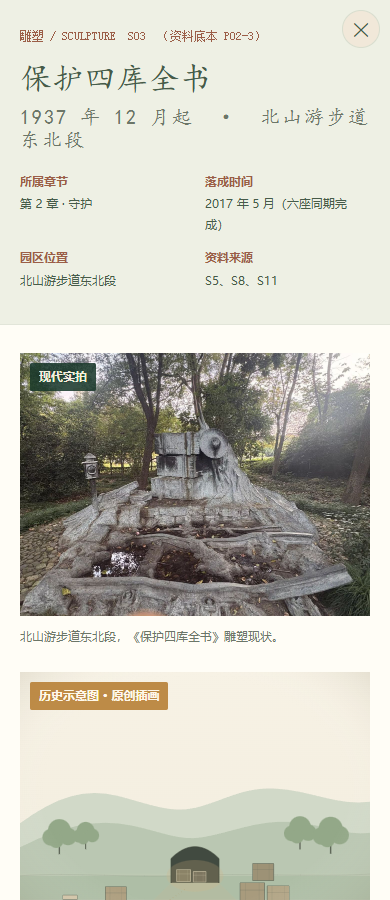 雕塑 / SCULPTURE S03 （资料底本 P02-3）
保护四库全书
1937 年 12 月起 • 北山游步道
东北段
所属章节
第 2 章 · 守护
落成时间
2017 年 5 月（六座同期完
成）
园区位置
北山游步道东北段
资料来源
S5、S8、S11
现代实拍
北山游步道东北段，《保护四库全书》雕塑现状。
历史示意图 · 原创插画